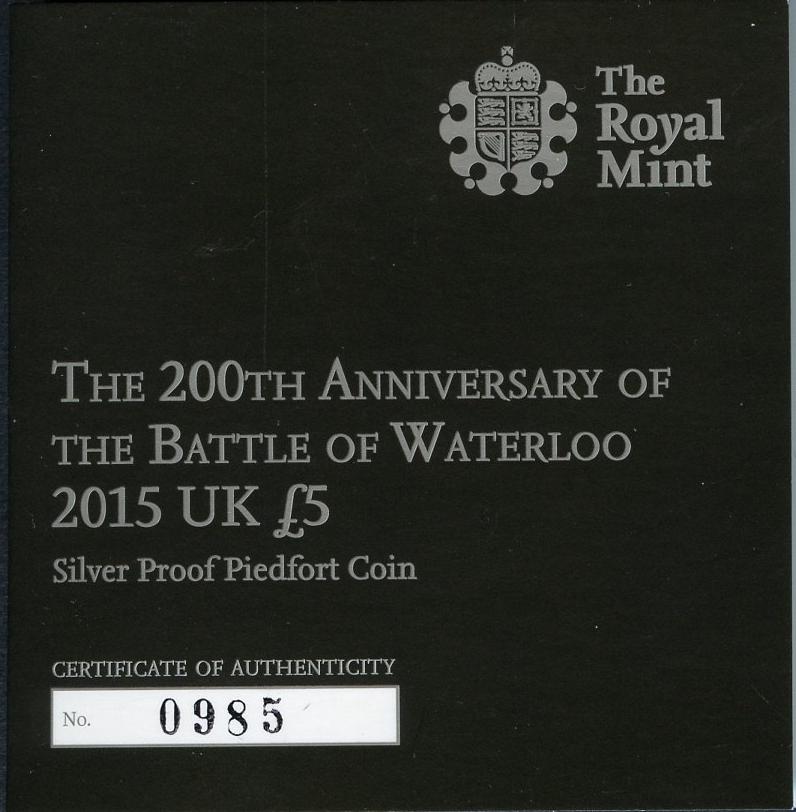 The
Royal
Mint
THE 200TH ANNIVERSARY OF
THE BATTLE OF WATERLOO
2015 UK £5
Silver Proof Piedfort Coin
CERTIFICATE OF AUTHENTICITY
No. 0985